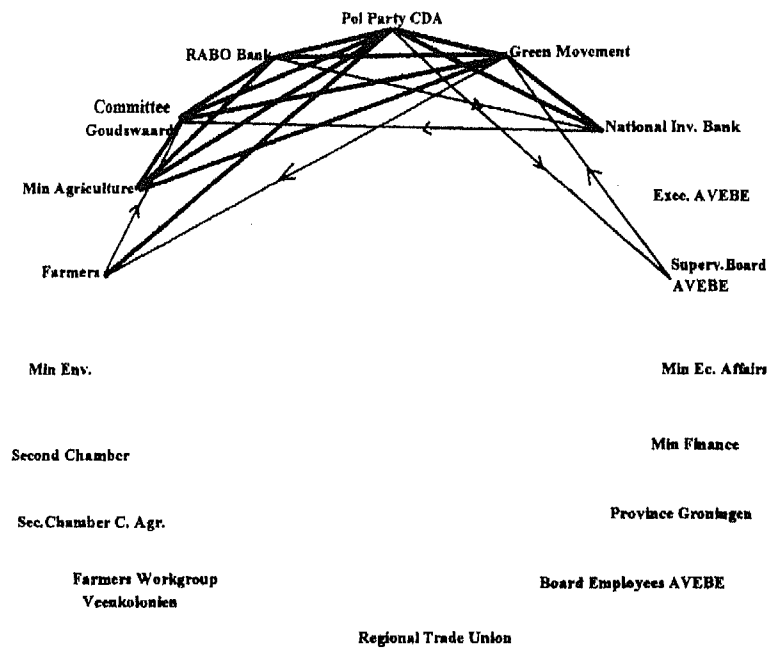 Pol Party CDA
RABO Bank
Green Movement
Committee
Goudswaard
National Inv. Bank
Min Agriculture
Exec. AVEBE
Farmers
Superv.Board
AVEBE
Min Env.
Min Ec. Affairs
Second Chamber
Min Finance
Sec.Chamber C. Agr.
Province Groningen
Farmers Workgroup
Veenkolonien
Board Employees AVEBE
Regional Trade Union